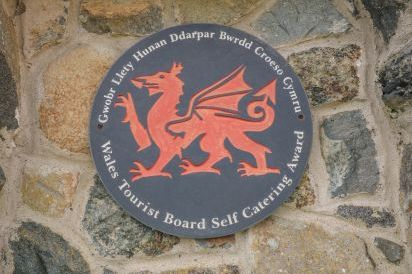 Gwobr Llety Hunan Ddarpar Bwrdd Croeso Cymru
Wales Tourist Board Self Catering Award